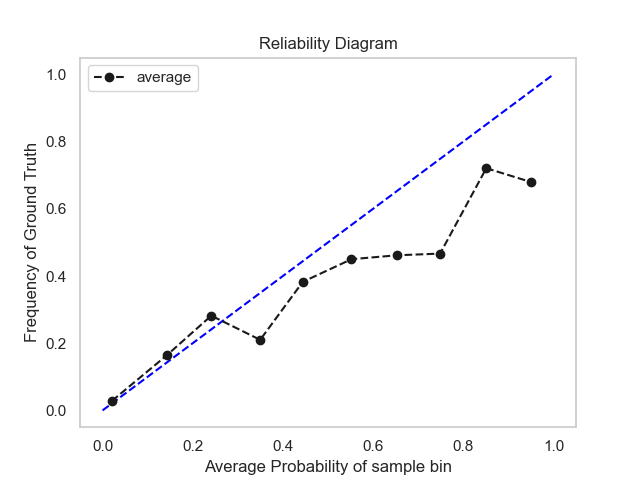 Reliability Diagram
average
Frequency of Ground Truth
1.0
0.8
0.6
0.4
0.2
0.0
0.0 0.2 0.4 0.6 0.8 1.0
Average Probability of sample bin